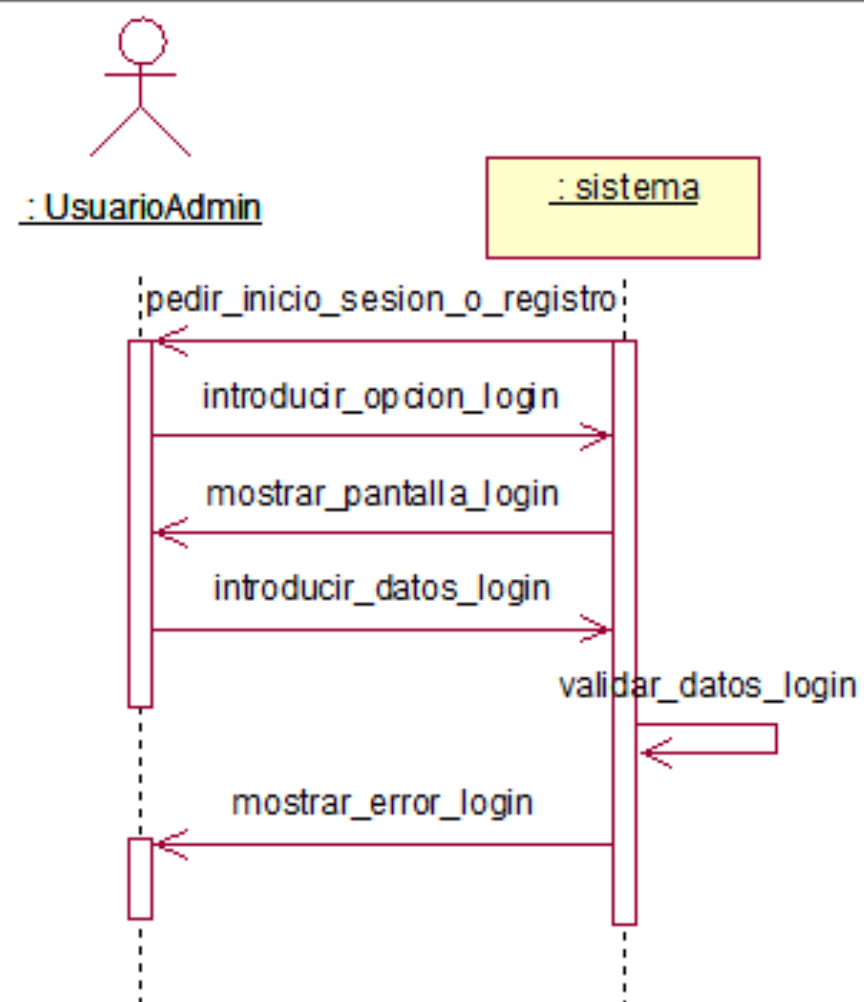 : UsuarioAdmin
: sistema
pedir_inicio_sesion_o_registro
introducir_opcion_login
mostrar_pantalla_login
introducir_datos_login
validar_datos_login
mostrar_error_login